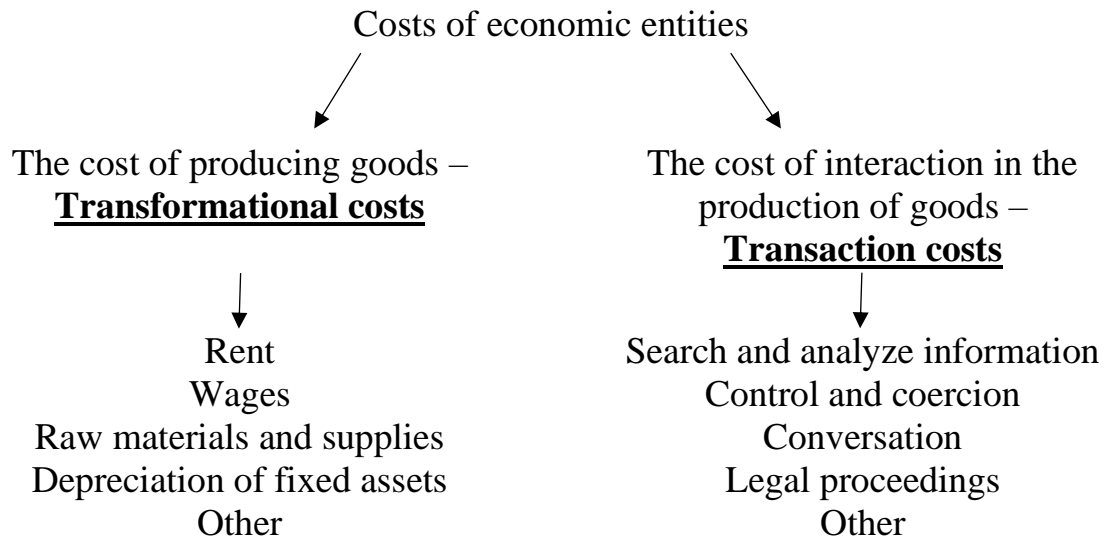 Costs of economic entities
The cost of producing goods –
Transformational costs
The cost of interaction in the
production of goods –
Transaction costs
Rent
Wages
Raw materials and supplies
Depreciation of fixed assets
Other
Search and analyze information
Control and coercion
Conversation
Legal proceedings
Other